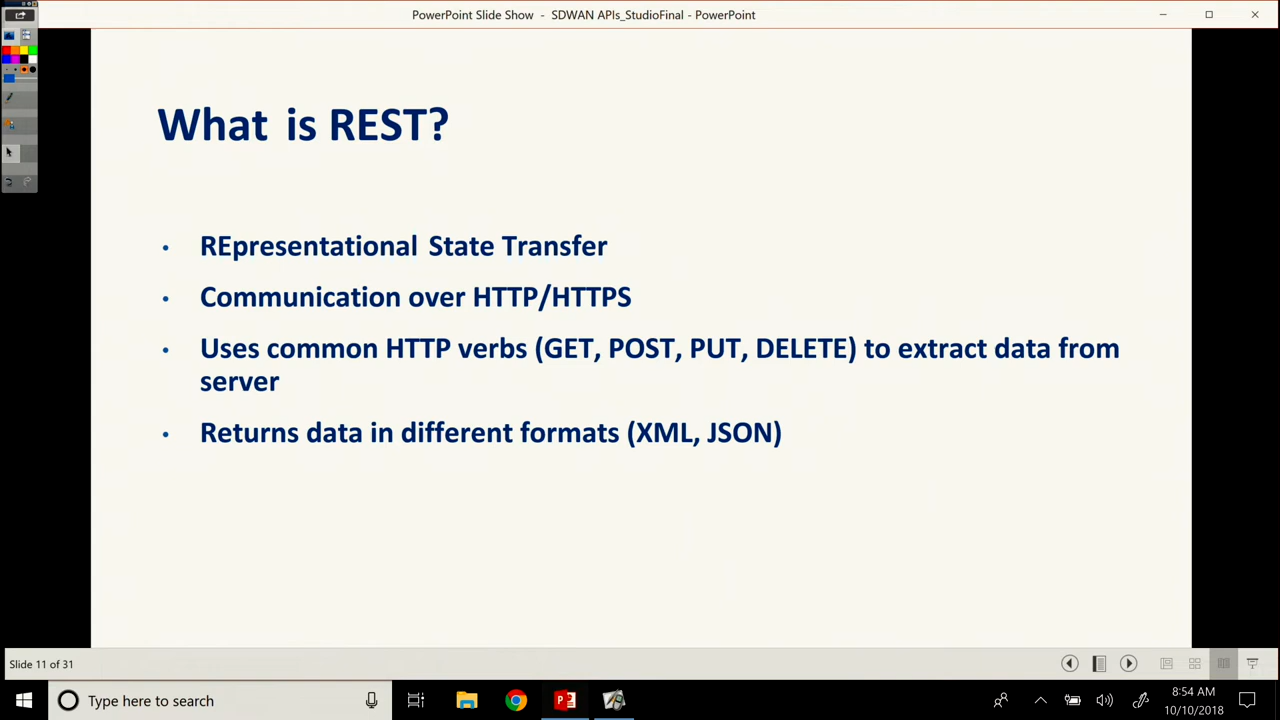 PowerPoint Slide Show - SDWAN APIs_StudioFinal - PowerPoint
What is REST?
• REpresentational State Transfer
• Communication over HTTP/HTTPS
• Uses common HTTP verbs (GET, POST, PUT, DELETE) to extract data from
server
• Returns data in different formats (XML, JSON)
Slide 11 of 31
Type here to search
8:54 AM
10/10/2018